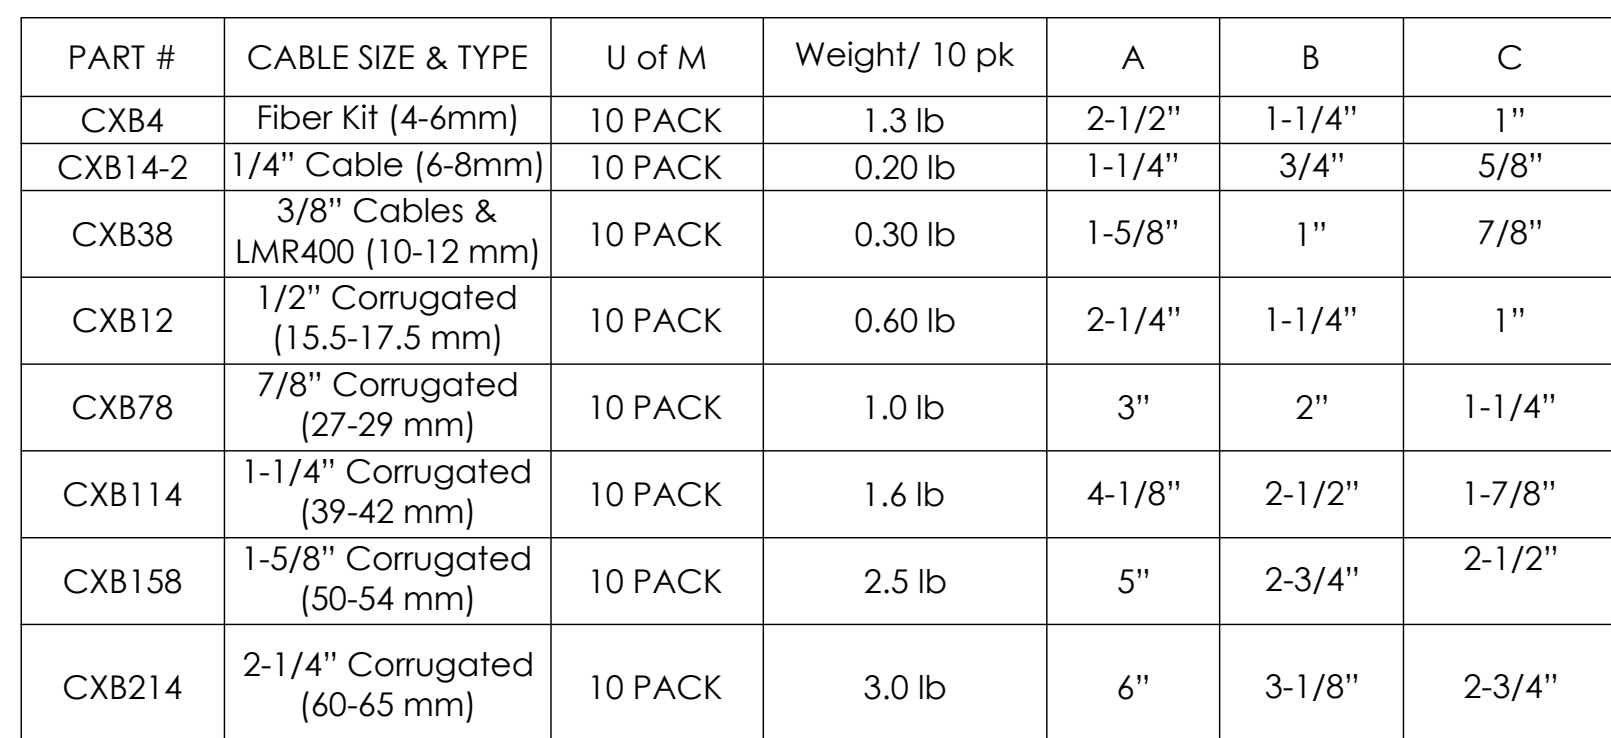 PART # CABLE SIZE & TYPE U of M Weight/ 10 pk A B C
CXB4 Fiber Kit (4-6mm) 10 PACK 1.3 lb 2-1/2” 1-1/4” 1”
CXB14-2 1/4” Cable (6-8mm) 10 PACK 0.20 lb 1-1/4” 3/4” 5/8”
CXB38 3/8” Cables &
LMR400 (10-12 mm) 10 PACK 0.30 lb 1-5/8” 1” 7/8”
CXB12 1/2” Corrugated
(15.5-17.5 mm) 10 PACK 0.60 lb 2-1/4” 1-1/4” 1”
CXB78 7/8” Corrugated
(27-29 mm) 10 PACK 1.0 lb 3” 2” 1-1/4”
CXB114 1-1/4” Corrugated
(39-42 mm) 10 PACK 1.6 lb 4-1/8” 2-1/2” 1-7/8”
CXB158 1-5/8” Corrugated
(50-54 mm) 10 PACK 2.5 lb 5” 2-3/4” 2-1/2”
CXB214 2-1/4” Corrugated
(60-65 mm) 10 PACK 3.0 lb 6” 3-1/8” 2-3/4”